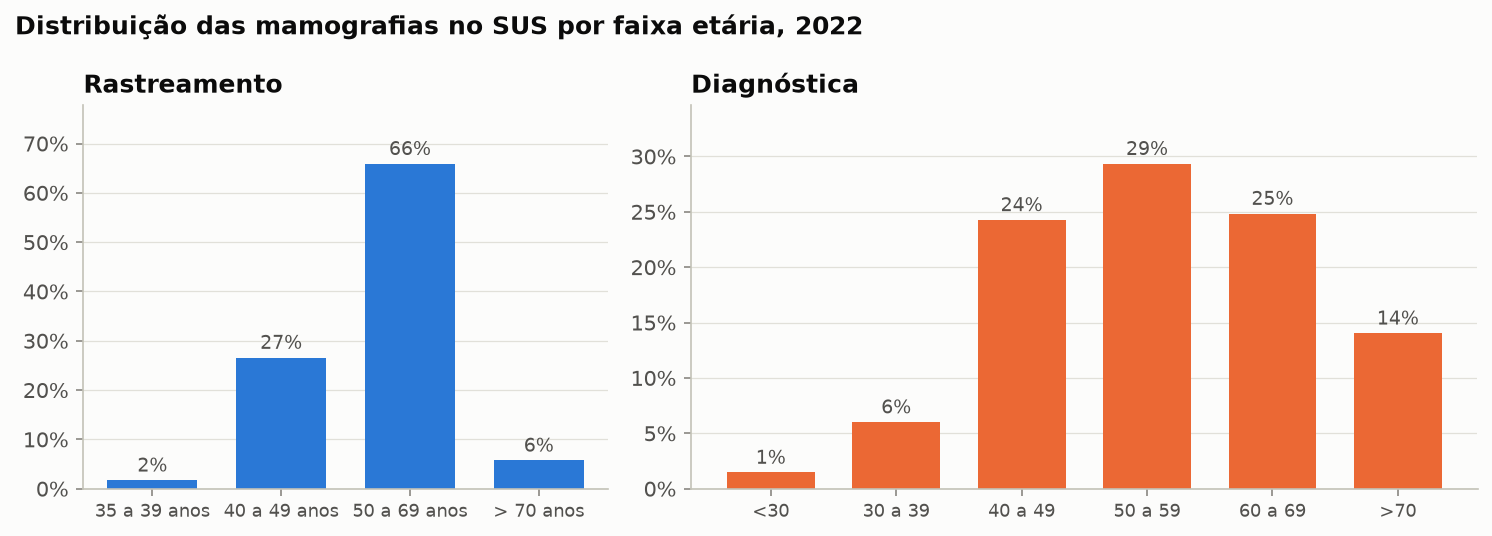 Distribuição das mamografias no SUS por faixa etária, 2022
Rastreamento
70%
60%
50%
40%
30%
20%
10%
0%
2%
27%
66%
6%
35 a 39 anos
40 a 49 anos
50 a 69 anos
> 70 anos
Diagnóstica
30%
25%
20%
15%
10%
5%
0%
1%
6%
24%
29%
25%
14%
<30
30 a 39
40 a 49
50 a 59
60 a 69
>70